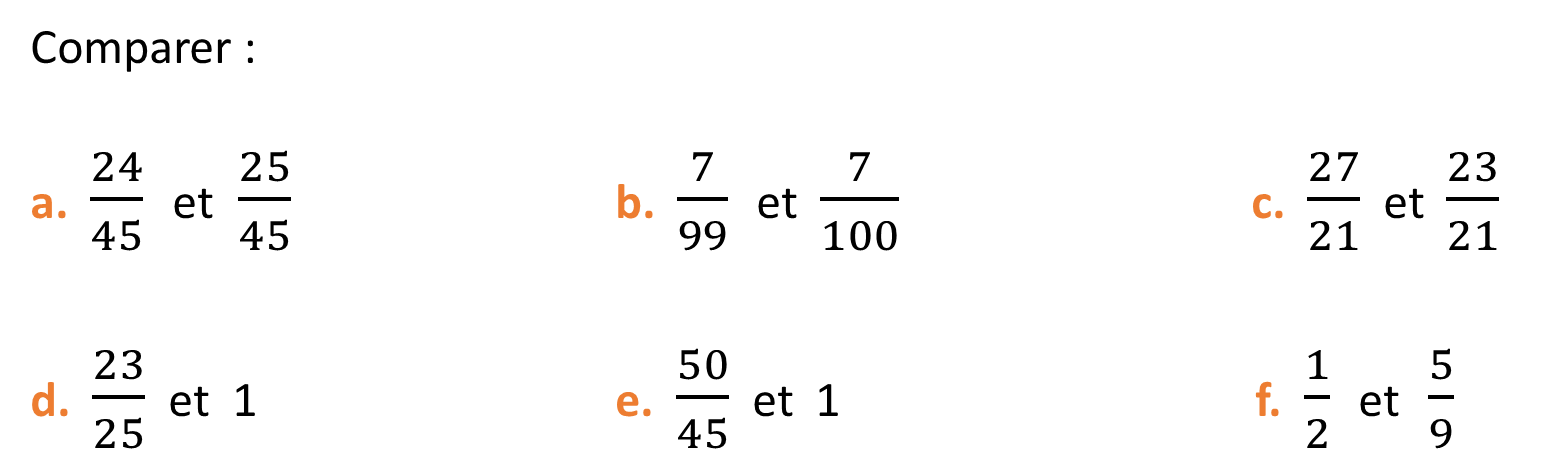 Comparer :
a. 24/45 et 25/45 b. 7/99 et 7/100 c. 27/21 et 23/21
d. 23/25 et 1 e. 50/45 et 1 f. 1/2 et 5/9